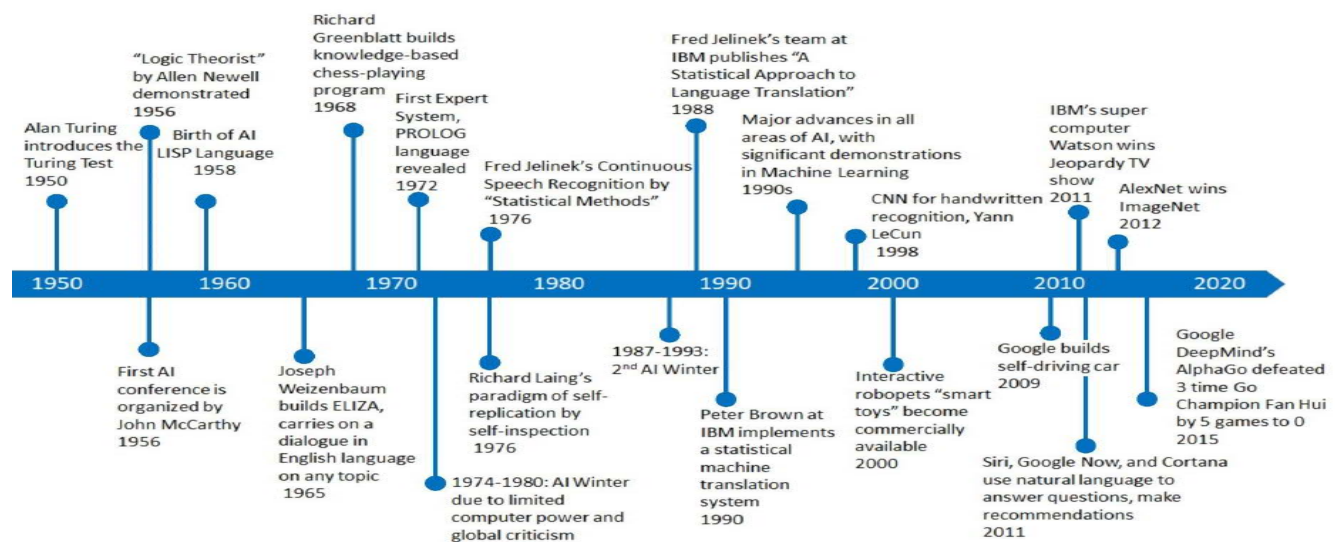 Alan Turing
introduces the
Turing Test
1950
“Logic Theorist”
by Allen Newell
demonstrated
1956
Birth of AI
LISP Language
1958
Richard
Greenblatt builds
knowledge-based
chess-playing
program
1968
First Expert
System,
PROLOG
language
revealed
1972
Fred Jelinek’s Continuous
Speech Recognition by
“Statistical Methods”
1976
Fred Jelinek’s team at
IBM publishes “A
Statistical Approach to
Language Translation”
1988
Major advances in all
areas of AI, with
significant demonstrations
in Machine Learning
1990s
CNN for handwritten
recognition, Yann
LeCun
1998
IBM’s super
computer
Watson wins
Jeopardy TV
show
2011
AlexNet wins
ImageNet
2012
1950 1960 1970 1980 1990 2000 2010 2020
First AI
conference is
organized by
John McCarthy
1956
Joseph
Weizenbaum
builds ELIZA,
carries on a
dialogue in
English language
on any topic
1965
1974-1980: AI Winter
due to limited
computer power and
global criticism
Richard Laing’s
paradigm of self-
replication by
self-inspection
1976
1987-1993:
2nd AI Winter
Peter Brown at
IBM implements
a statistical
machine
translation
system
1990
Interactive
robopets “smart
toys” become
commercially
available
2000
Google builds
self-driving car
2009
Siri, Google Now, and Cortana
use natural language to
answer questions, make
recommendations
2011
Google
DeepMind’s
AlphaGo defeated
3 time Go
Champion Fan Hui
by 5 games to 0
2015